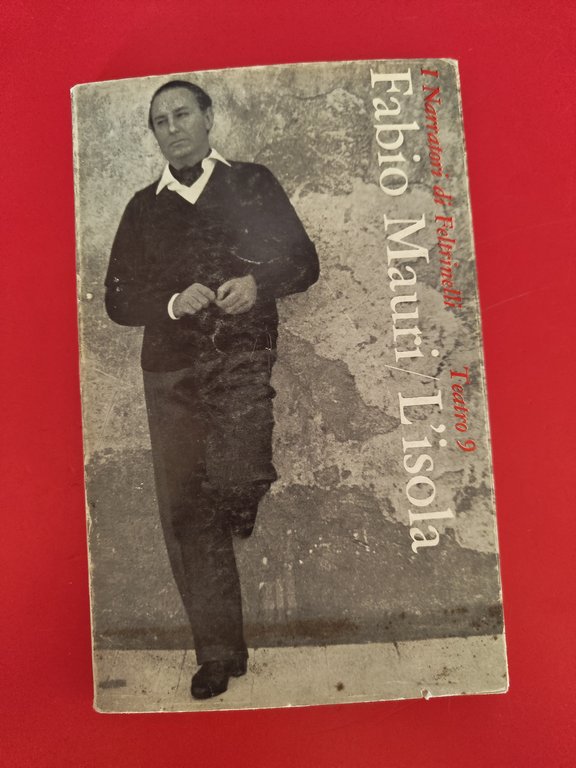 I Narratori di Feltrinelli Teatro 9
Fabio Mauri/L'isola